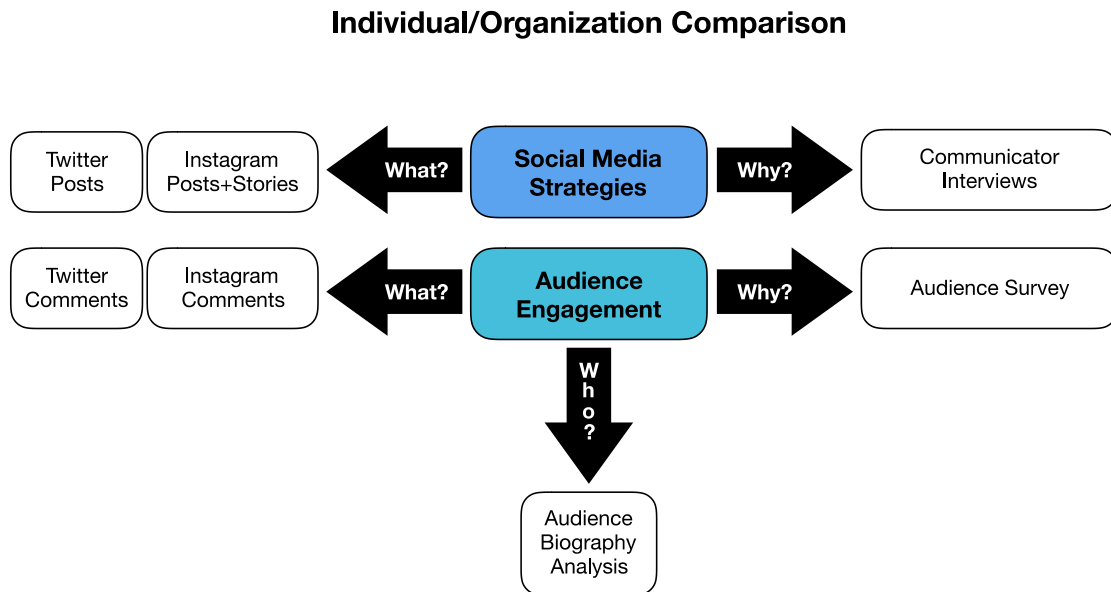 Individual/Organization Comparison
Twitter
Posts
Instagram
Posts+Stories
What?
Social Media
Strategies
Why?
Communicator
Interviews
Twitter
Comments
Instagram
Comments
What?
Audience
Engagement
Why?
Audience Survey
Who?
Audience
Biography
Analysis